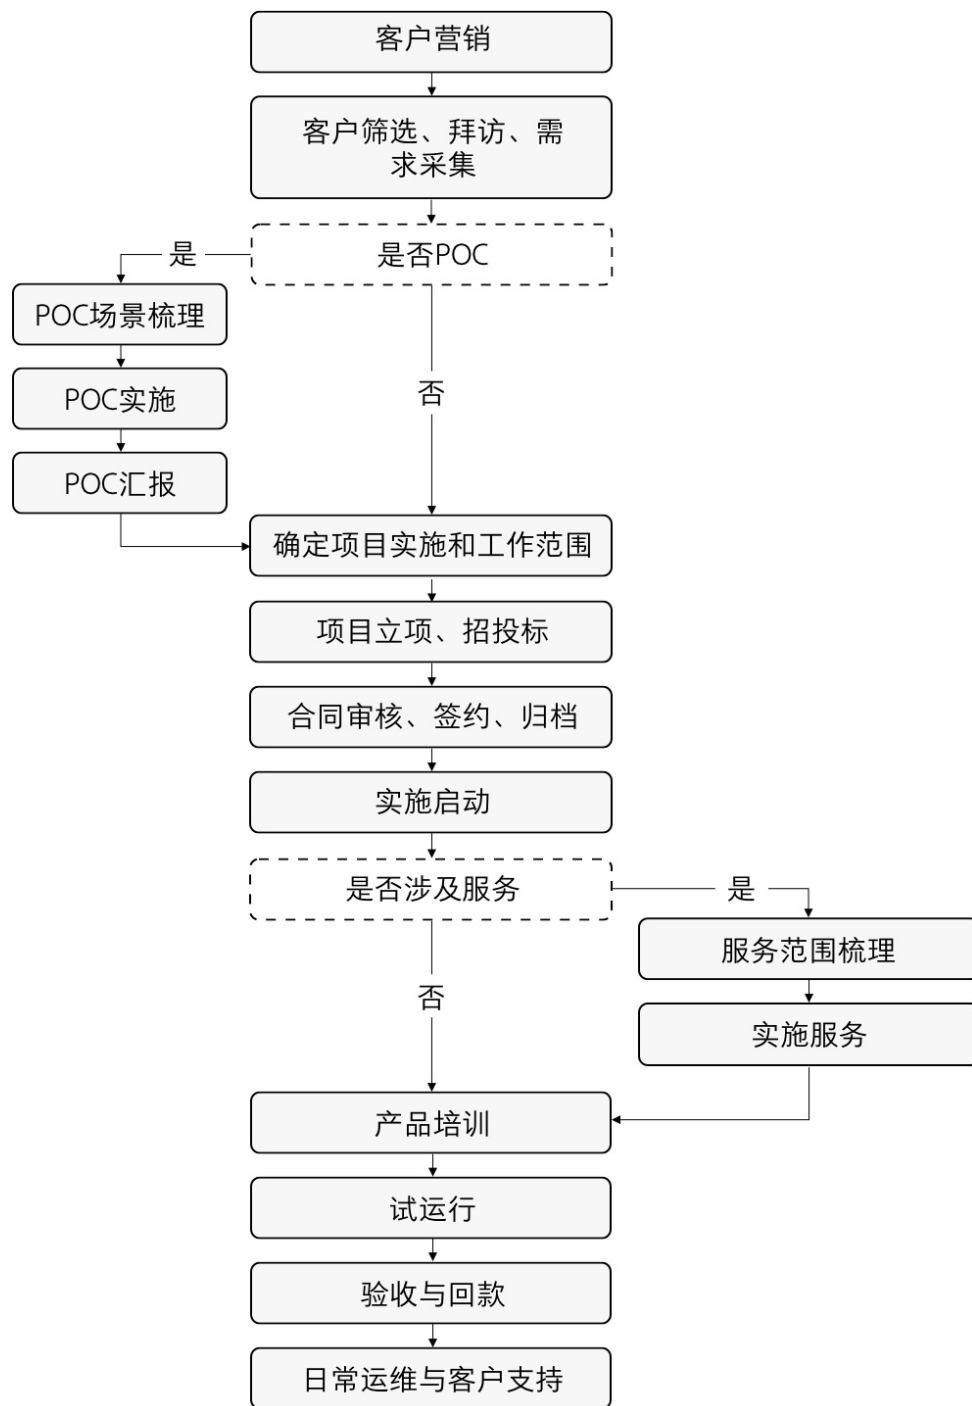 客户营销
客户筛选、拜访、需
求采集
是否POC
是
POC场景梳理
POC实施
POC汇报
否
确定项目实施和工作范围
项目立项、招投标
合同审核、签约、归档
实施启动
是否涉及服务
是
服务范围梳理
实施服务
否
产品培训
试运行
验收与回款
日常运维与客户支持